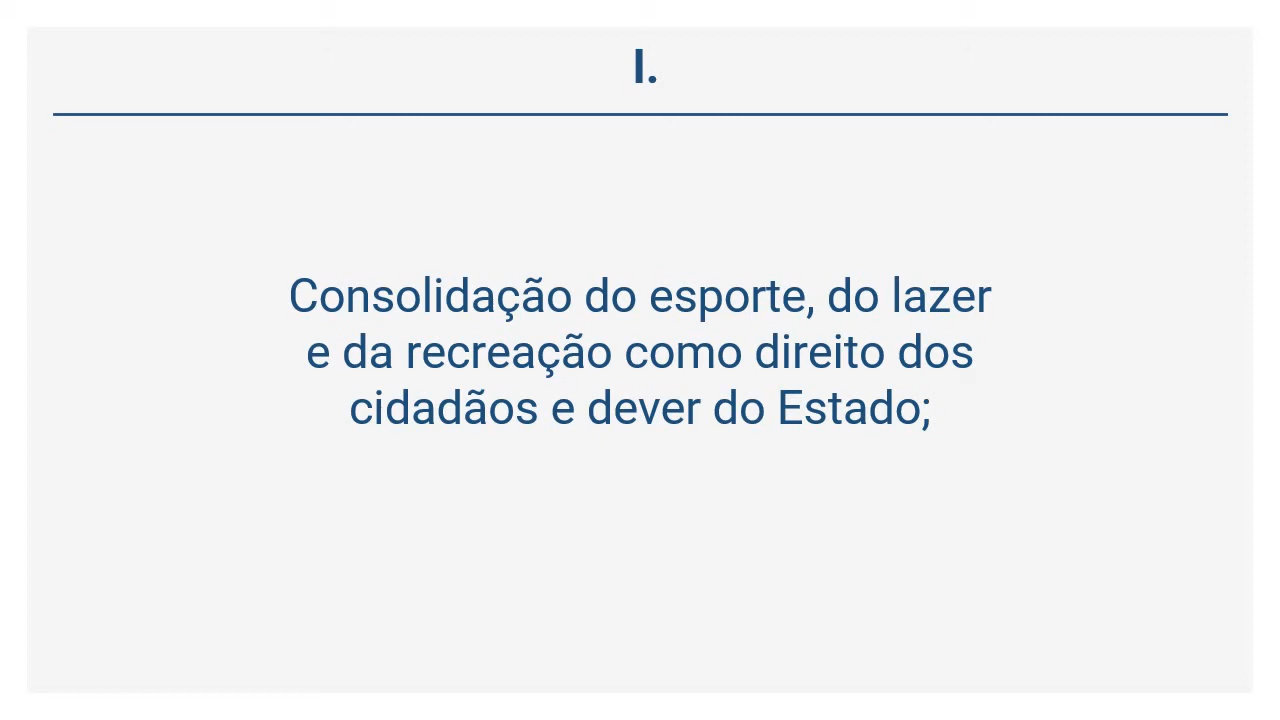 I.
Consolidação do esporte, do lazer
e da recreação como direito dos
cidadãos e dever do Estado;